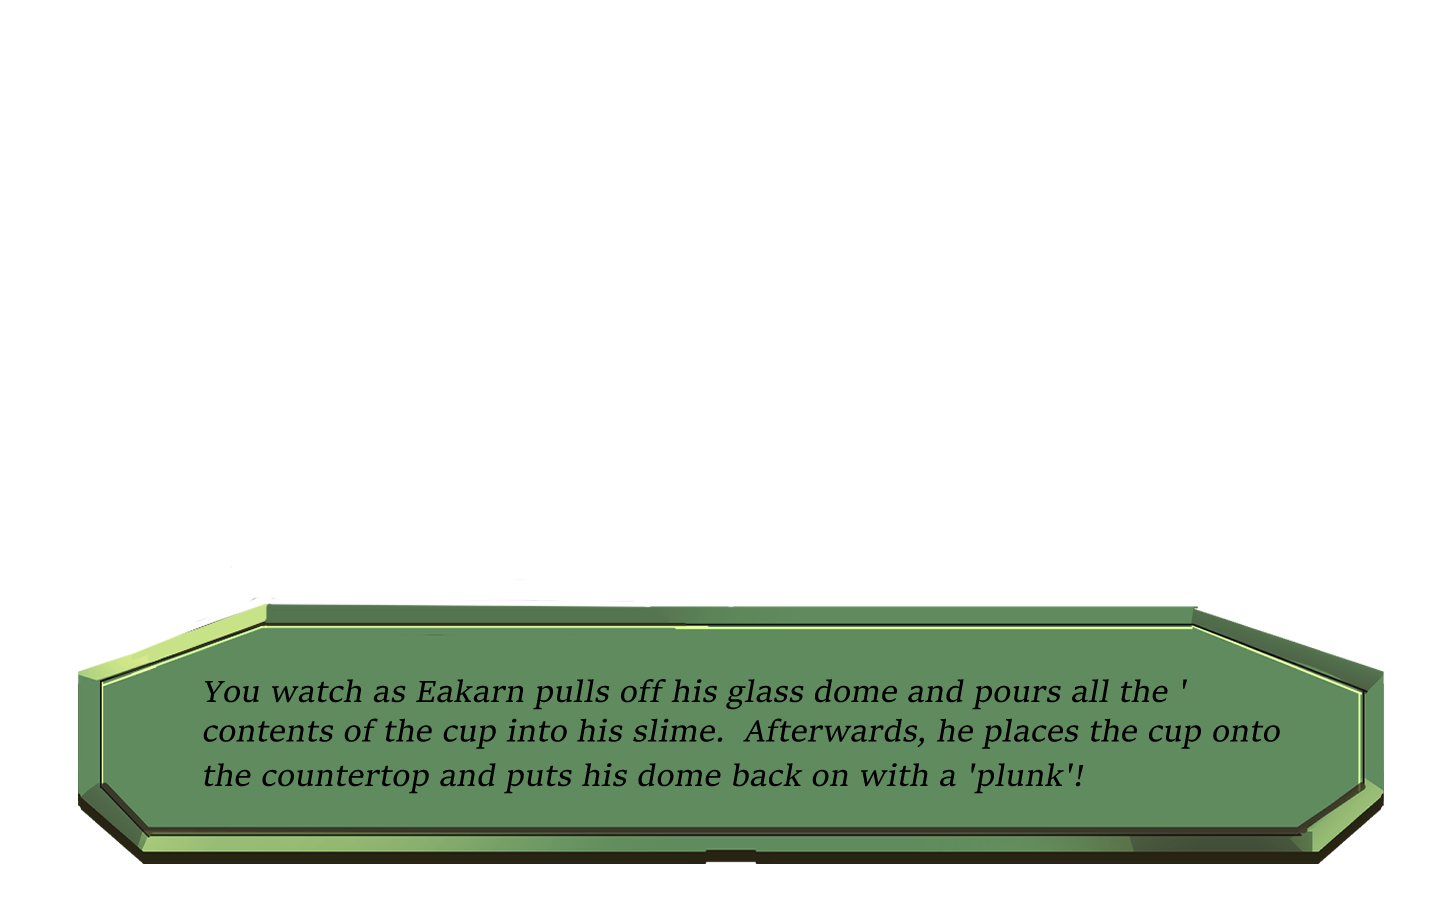 You watch as Eakarn pulls off his glass dome and pours all the '
contents of the cup into his slime.  Afterwards, he places the cup onto
the countertop and puts his dome back on with a 'plunk'!